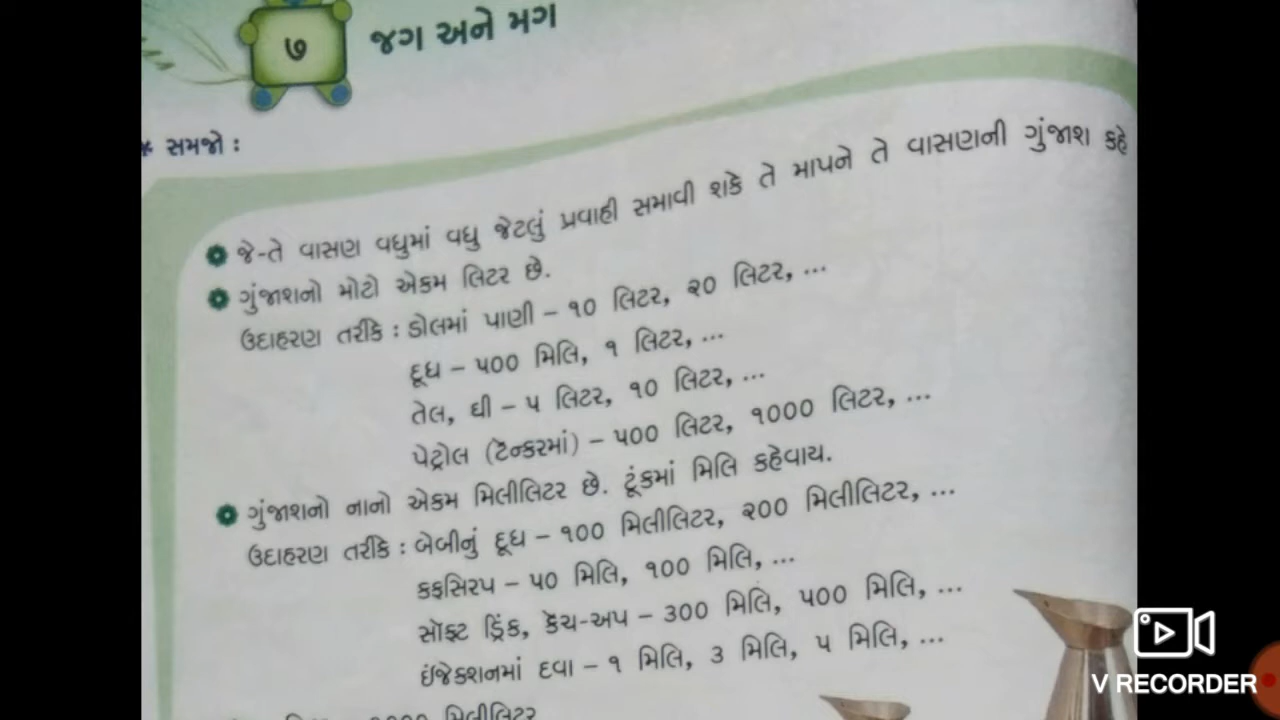 ૭
જગ અને મગ
* સમજો :
જે-તે વાસણ વધુમાં વધુ જેટલું પ્રવાહી સમાવી શકે તે માપને તે વાસણની ગુંજાશ કહે
ગુંજાશનો મોટો એકમ લિટર છે.
ઉદાહરણ તરીકે : ડોલમાં પાણી – ૧૦ લિટર, ૨૦ લિટર, ...
દૂધ – ૫૦૦ મિલિ, ૧ લિટર, ...
તેલ, ઘી – ૫ લિટર, ૧૦ લિટર, ...
પેટ્રોલ (ટૅન્કરમાં) – ૫૦૦ લિટર, ૧૦૦૦ લિટર, ...
ગુંજાશનો નાનો એકમ મિલીલિટર છે. ટૂંકમાં મિલિ કહેવાય.
ઉદાહરણ તરીકે : બેબીનું દૂધ – ૧૦૦ મિલીલિટર, ૨૦૦ મિલીલિટર, ...
કફસિરપ – ૫૦ મિલિ, ૧૦૦ મિલિ, ...
સૉફ્ટ ડ્રિંક, કૅચ-અપ – ૩૦૦ મિલિ, ૫૦૦ મિલિ, ...
ઇંજેક્શનમાં દવા – ૧ મિલિ, ૩ મિલિ, ૫ મિલિ, ...
મિલીલિટર
V RECORDER